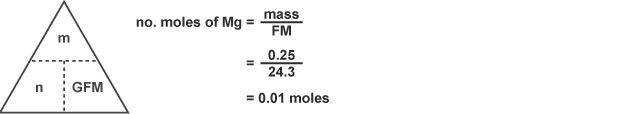 m
n GFM
no. moles of Mg = mass
FM
= 0.25
24.3
= 0.01 moles